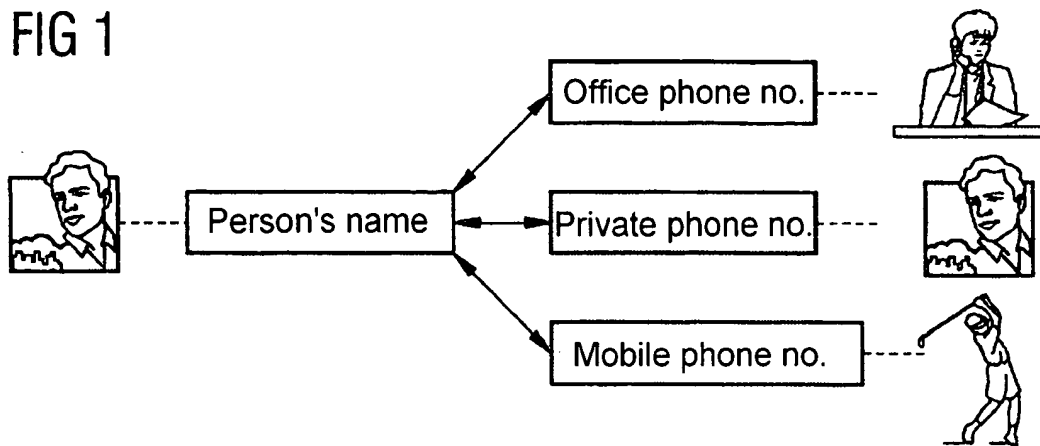 FIG 1
Office phone no.
Person's name
Private phone no.
Mobile phone no.